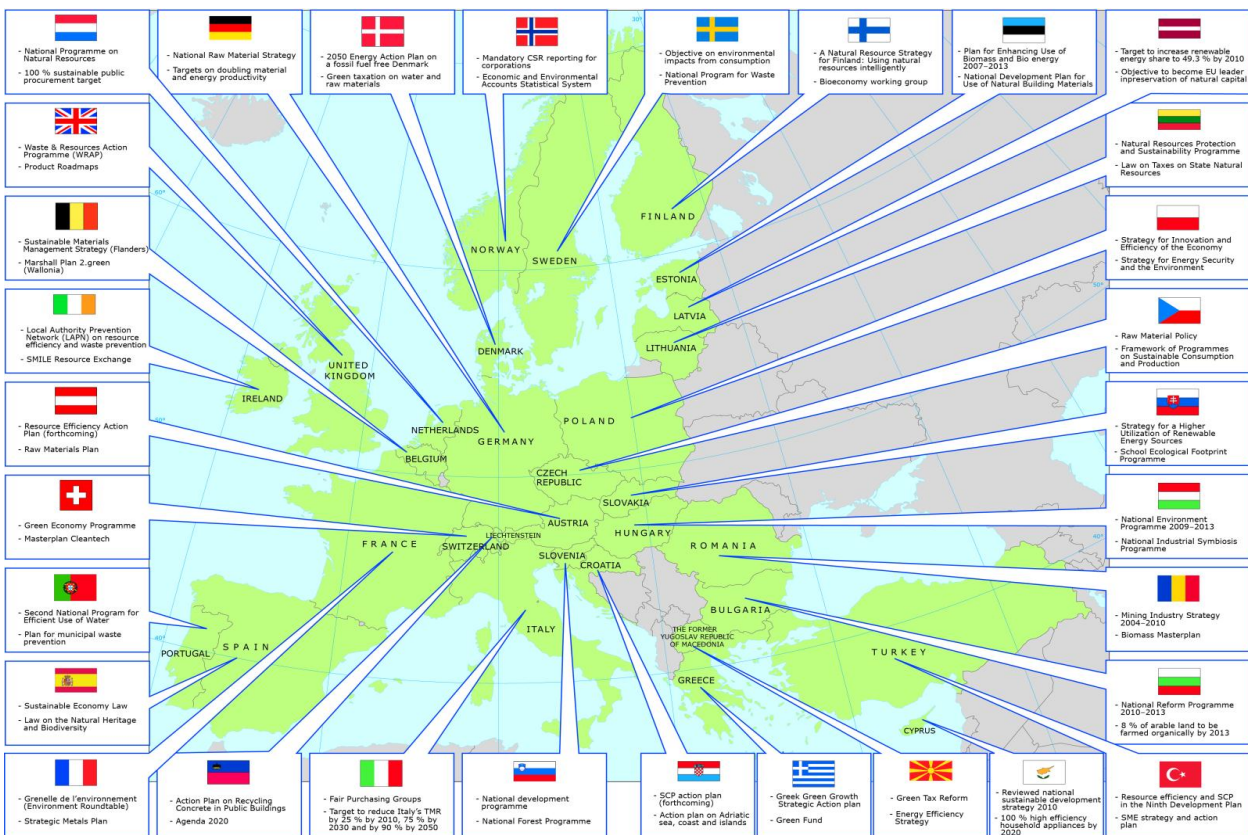 - National Programme on
Natural Resources
- 100 % sustainable public
procurement target
- National Raw Material Strategy
- Targets on doubling material
and energy productivity
- 2050 Energy Action Plan on
a fossil fuel free Denmark
- Green taxation on water and
raw materials
- Mandatory CSR reporting for
corporations
- Economic and Environmental
Accounts Statistical System
- Objective on environmental
impacts from consumption
- National Program for Waste
Prevention
- A Natural Resource Strategy
for Finland: Using natural
resources intelligently
- Bioeconomy working group
- Plan for Enhancing Use of
Biomass and Bio energy
2007–2013
- National Development Plan for
Use of Natural Building Materials
- Target to increase renewable
energy share to 49.3 % by 2010
- Objective to become EU leader
inpreservation of natural capital
- Waste & Resources Action
Programme (WRAP)
- Product Roadmaps
- Sustainable Materials
Management Strategy (Flanders)
- Marshall Plan 2.green
(Wallonia)
- Local Authority Prevention
Network (LAPN) on resource
efficiency and waste prevention
- SMILE Resource Exchange
- Resource Efficiency Action
Plan (forthcoming)
- Raw Materials Plan
- Green Economy Programme
- Masterplan Cleantech
- Second National Program for
Efficient Use of Water
- Plan for municipal waste
prevention
- Sustainable Economy Law
- Law on the Natural Heritage
and Biodiversity
30°
60°
50°
50°
40°
40°
FINLAND
NORWAY
SWEDEN
ESTONIA
LATVIA
LITHUANIA
DENMARK
UNITED
KINGDOM
IRELAND
NETHERLANDS
POLAND
GERMANY
BELGIUM
CZECH
REPUBLIC
SLOVAKIA
AUSTRIA
LIECHTENSTEIN
HUNGARY
FRANCE
SWITZERLAND
SLOVENIA
CROATIA
ROMANIA
BULGARIA
ITALY
THE FORMER
YUGOSLAV REPUBLIC
OF MACEDONIA
SPAIN
PORTUGAL
TURKEY
GREECE
CYPRUS
- Natural Resources Protection
and Sustainability Programme
- Law on Taxes on State Natural
Resources
- Strategy for Innovation and
Efficiency of the Economy
- Strategy for Energy Security
and the Environment
- Raw Material Policy
- Framework of Programmes
on Sustainable Consumption
and Production
- Strategy for a Higher
Utilization of Renewable
Energy Sources
- School Ecological Footprint
Programme
- National Environment
Programme 2009–2013
- National Industrial Symbiosis
Programme
- Mining Industry Strategy
2004–2010
- Biomass Masterplan
- National Reform Programme
2010–2013
- 8 % of arable land to be
farmed organically by 2013
- Grenelle de l'environnement
(Environment Roundtable)
- Strategic Metals Plan
- Action Plan on Recycling
Concrete in Public Buildings
- Agenda 2020
- Fair Purchasing Groups
- Target to reduce Italy's TMR
by 25 % by 2010, 75 % by
2030 and by 90 % by 2050
- National development
programme
- National Forest Programme
- SCP action plan
(forthcoming)
- Action plan on Adriatic
sea, coast and islands
- Greek Green Growth
Strategic Action plan
- Green Fund
- Green Tax Reform
- Energy Efficiency
Strategy
- Reviewed national
sustainable development
strategy 2010
- 100 % high efficiency
household appliances by
2020
- Resource efficiency and SCP
in the Ninth Development Plan
- SME strategy and action
plan